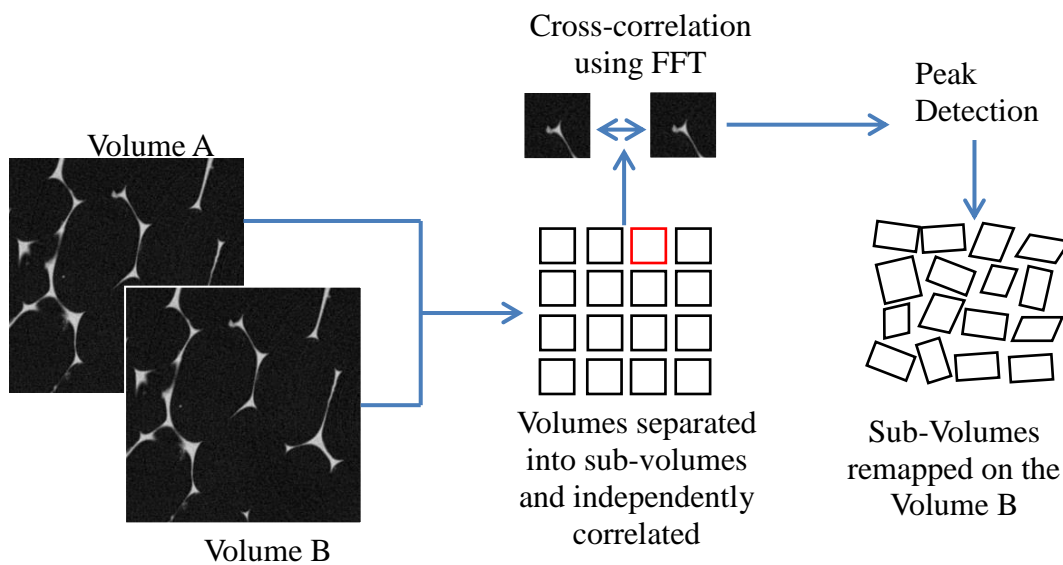 Volume A
Volume B
Cross-correlation
using FFT
Volumes separated
into sub-volumes
and independently
correlated
Peak
Detection
Sub-Volumes
remapped on the
Volume B